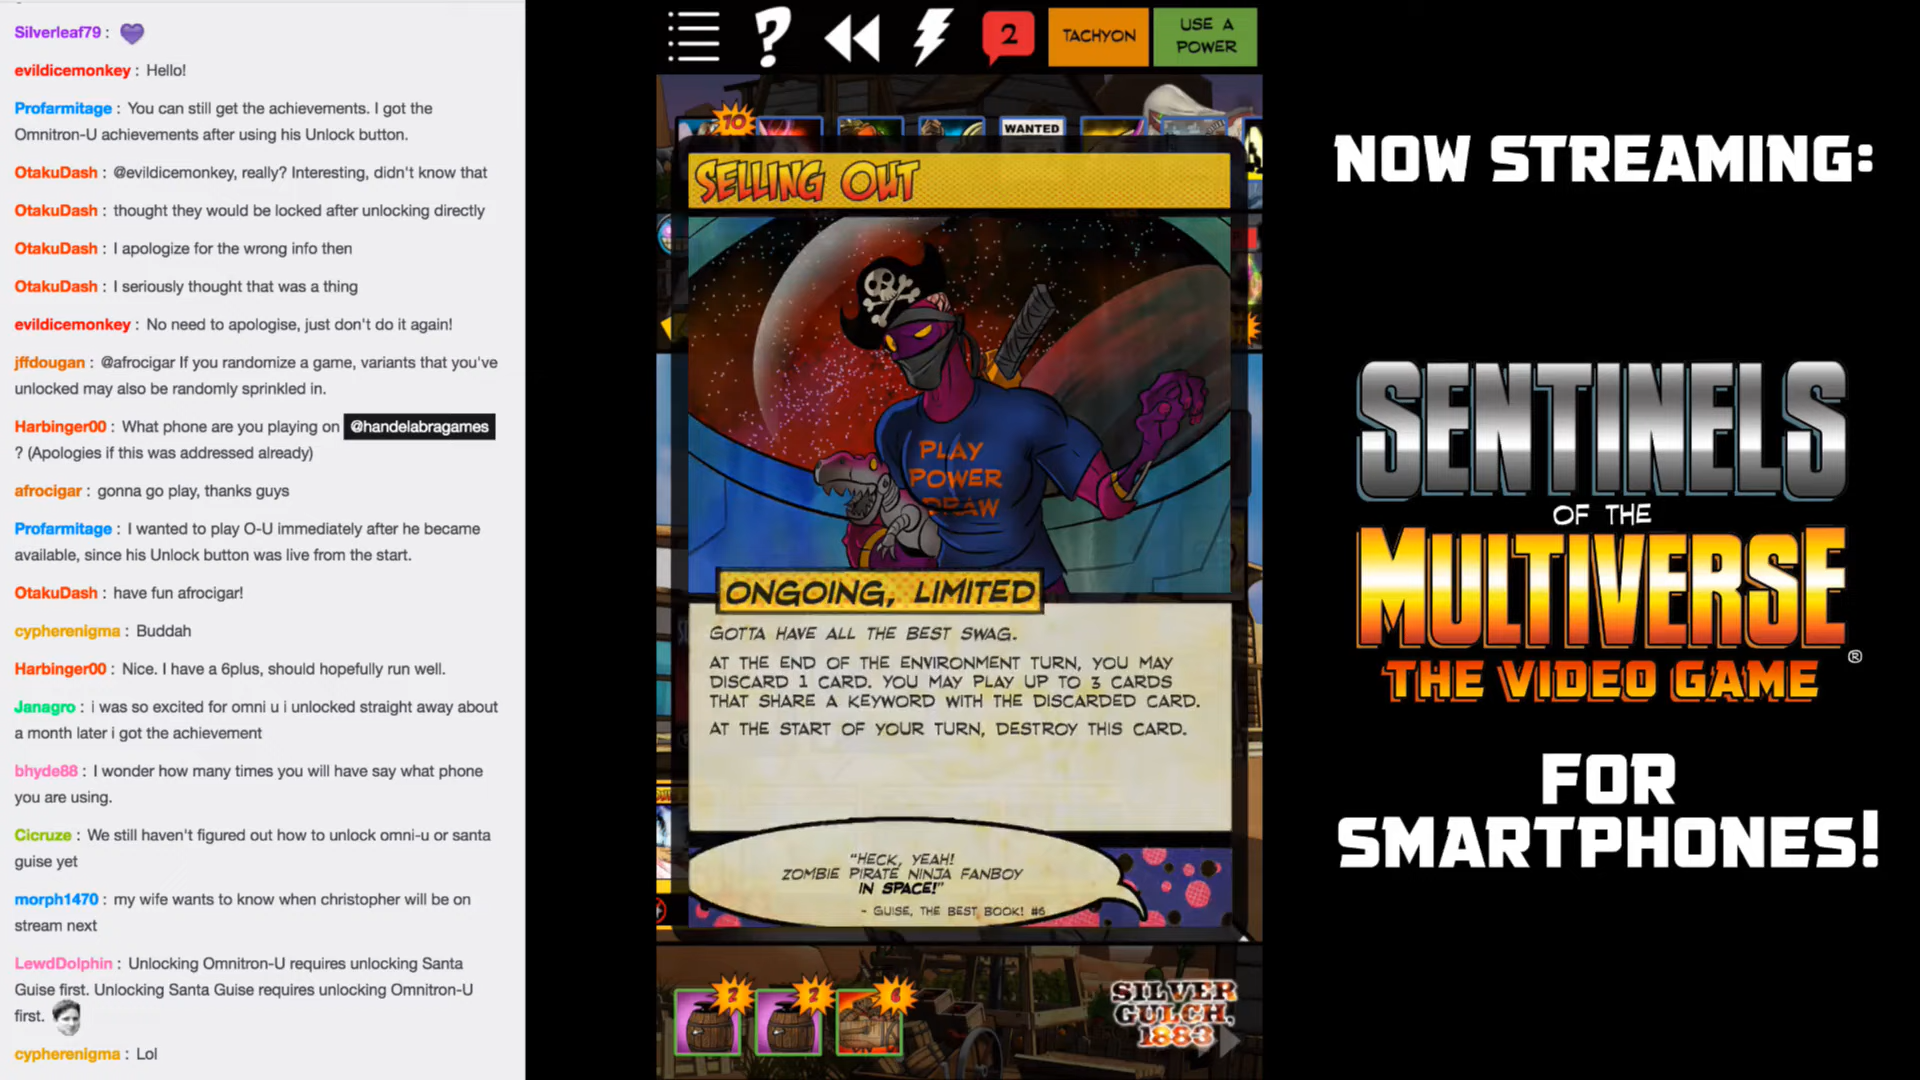 Silverleaf79 :
evildicemonkey : Hello!
Profarmitage : You can still get the achievements. I got the
Omnitron-U achievements after using his Unlock button.
OtakuDash : @evildicemonkey, really? Interesting, didn't know that
OtakuDash : thought they would be locked after unlocking directly
OtakuDash : I apologize for the wrong info then
OtakuDash : I seriously thought that was a thing
evildicemonkey : No need to apologise, just don't do it again!
jffdougan : @afrocigar If you randomize a game, variants that you've
unlocked may also be randomly sprinkled in.
Harbinger00 : What phone are you playing on @handelabragames
? (Apologies if this was addressed already)
afrocigar : gonna go play, thanks guys
Profarmitage : I wanted to play O-U immediately after he became
available, since his Unlock button was live from the start.
OtakuDash : have fun afrocigar!
cypherenigma : Buddah
Harbinger00 : Nice. I have a 6plus, should hopefully run well.
Janagro : i was so excited for omni u i unlocked straight away about
a month later i got the achievement
bhyde88 : I wonder how many times you will have say what phone
you are using.
Cicruze : We still haven't figured out how to unlock omni-u or santa
guise yet
morph1470 : my wife wants to know when christopher will be on
stream next
LewdDolphin : Unlocking Omnitron-U requires unlocking Santa
Guise first. Unlocking Santa Guise requires unlocking Omnitron-U
first.
cypherenigma : Lol
?
2
TACHYON
USE A
POWER
10
WANTED
SELLING OUT
PLAY
POWER
DRAW
ONGOING, LIMITED
GOTTA HAVE ALL THE BEST SWAG.
AT THE END OF THE ENVIRONMENT TURN, YOU MAY
DISCARD 1 CARD. YOU MAY PLAY UP TO 3 CARDS
THAT SHARE A KEYWORD WITH THE DISCARDED CARD.
AT THE START OF YOUR TURN, DESTROY THIS CARD.
"HECK, YEAH!
ZOMBIE PIRATE NINJA FANBOY
IN SPACE!"
- GUISE, THE BEST BOOK! #6
2
2
6
SILVER
GULCH,
1883
NOW STREAMING:
SENTINELS
OF THE
MULTIVERSE
®
THE VIDEO GAME
FOR
SMARTPHONES!